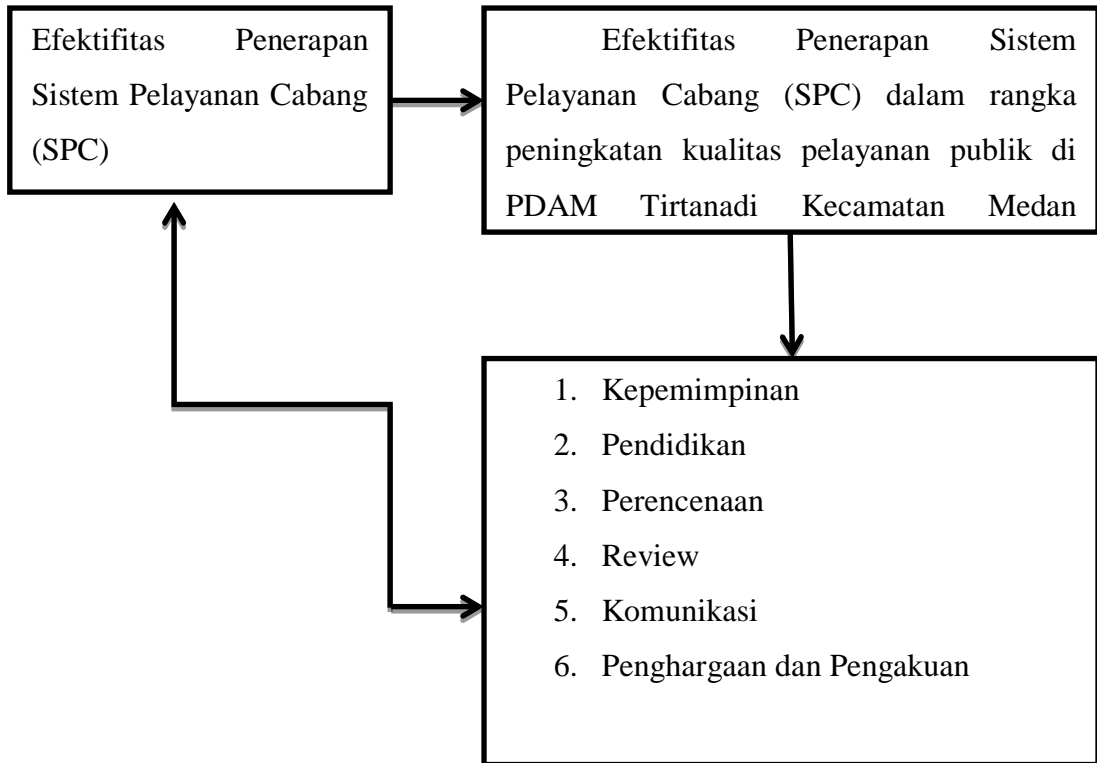 Efektifitas Penerapan
Sistem Pelayanan Cabang
(SPC)
Efektifitas Penerapan Sistem
Pelayanan Cabang (SPC) dalam rangka
peningkatan kualitas pelayanan publik di
PDAM Tirtanadi Kecamatan Medan
1. Kepemimpinan
2. Pendidikan
3. Perencenaan
4. Review
5. Komunikasi
6. Penghargaan dan Pengakuan